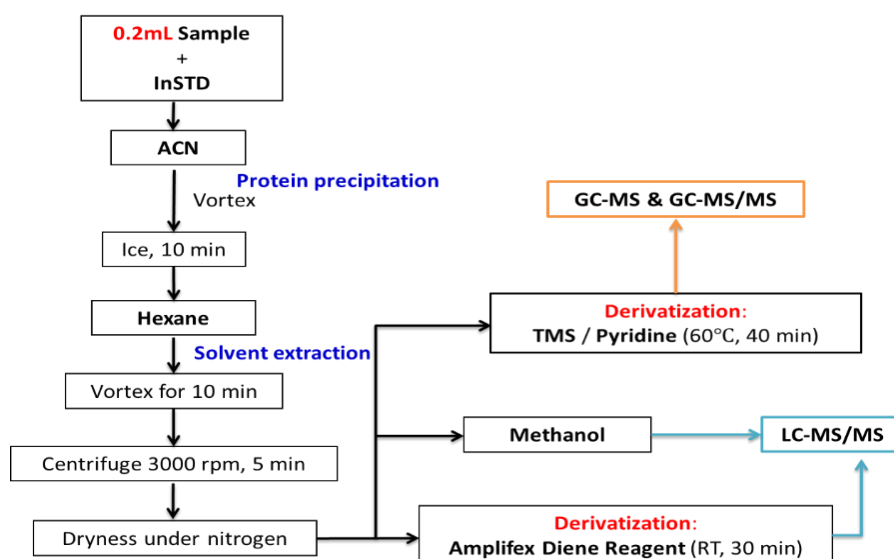 0.2mL Sample
+
InSTD
ACN
Protein precipitation
Vortex
Ice, 10 min
Hexane
Solvent extraction
Vortex for 10 min
Centrifuge 3000 rpm, 5 min
Dryness under nitrogen
GC-MS & GC-MS/MS
Derivatization:
TMS / Pyridine (60℃, 40 min)
Methanol
LC-MS/MS
Derivatization:
Amplifex Diene Reagent (RT, 30 min)